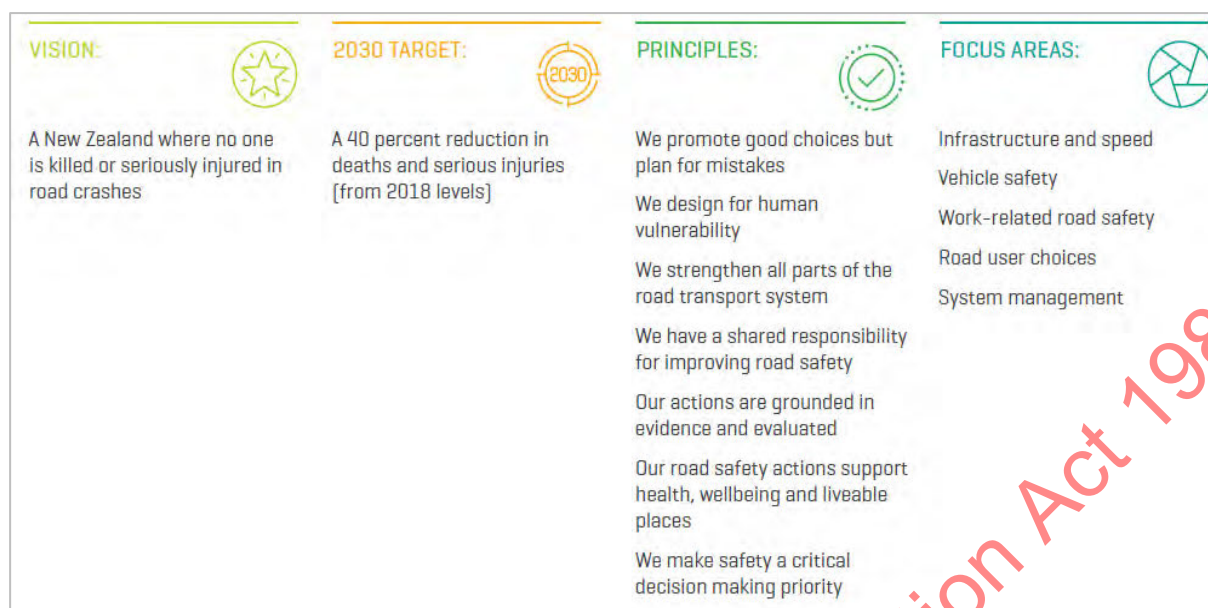 VISION:
A New Zealand where no one
is killed or seriously injured in
road crashes
2030 TARGET:
2030
A 40 percent reduction in
deaths and serious injuries
(from 2018 levels)
PRINCIPLES:
We promote good choices but
plan for mistakes
We design for human
vulnerability
We strengthen all parts of the
road transport system
We have a shared responsibility
for improving road safety
Our actions are grounded in
evidence and evaluated
Our road safety actions support
health, wellbeing and liveable
places
We make safety a critical
decision making priority
FOCUS AREAS:
Infrastructure and speed
Vehicle safety
Work-related road safety
Road user choices
System management
Act